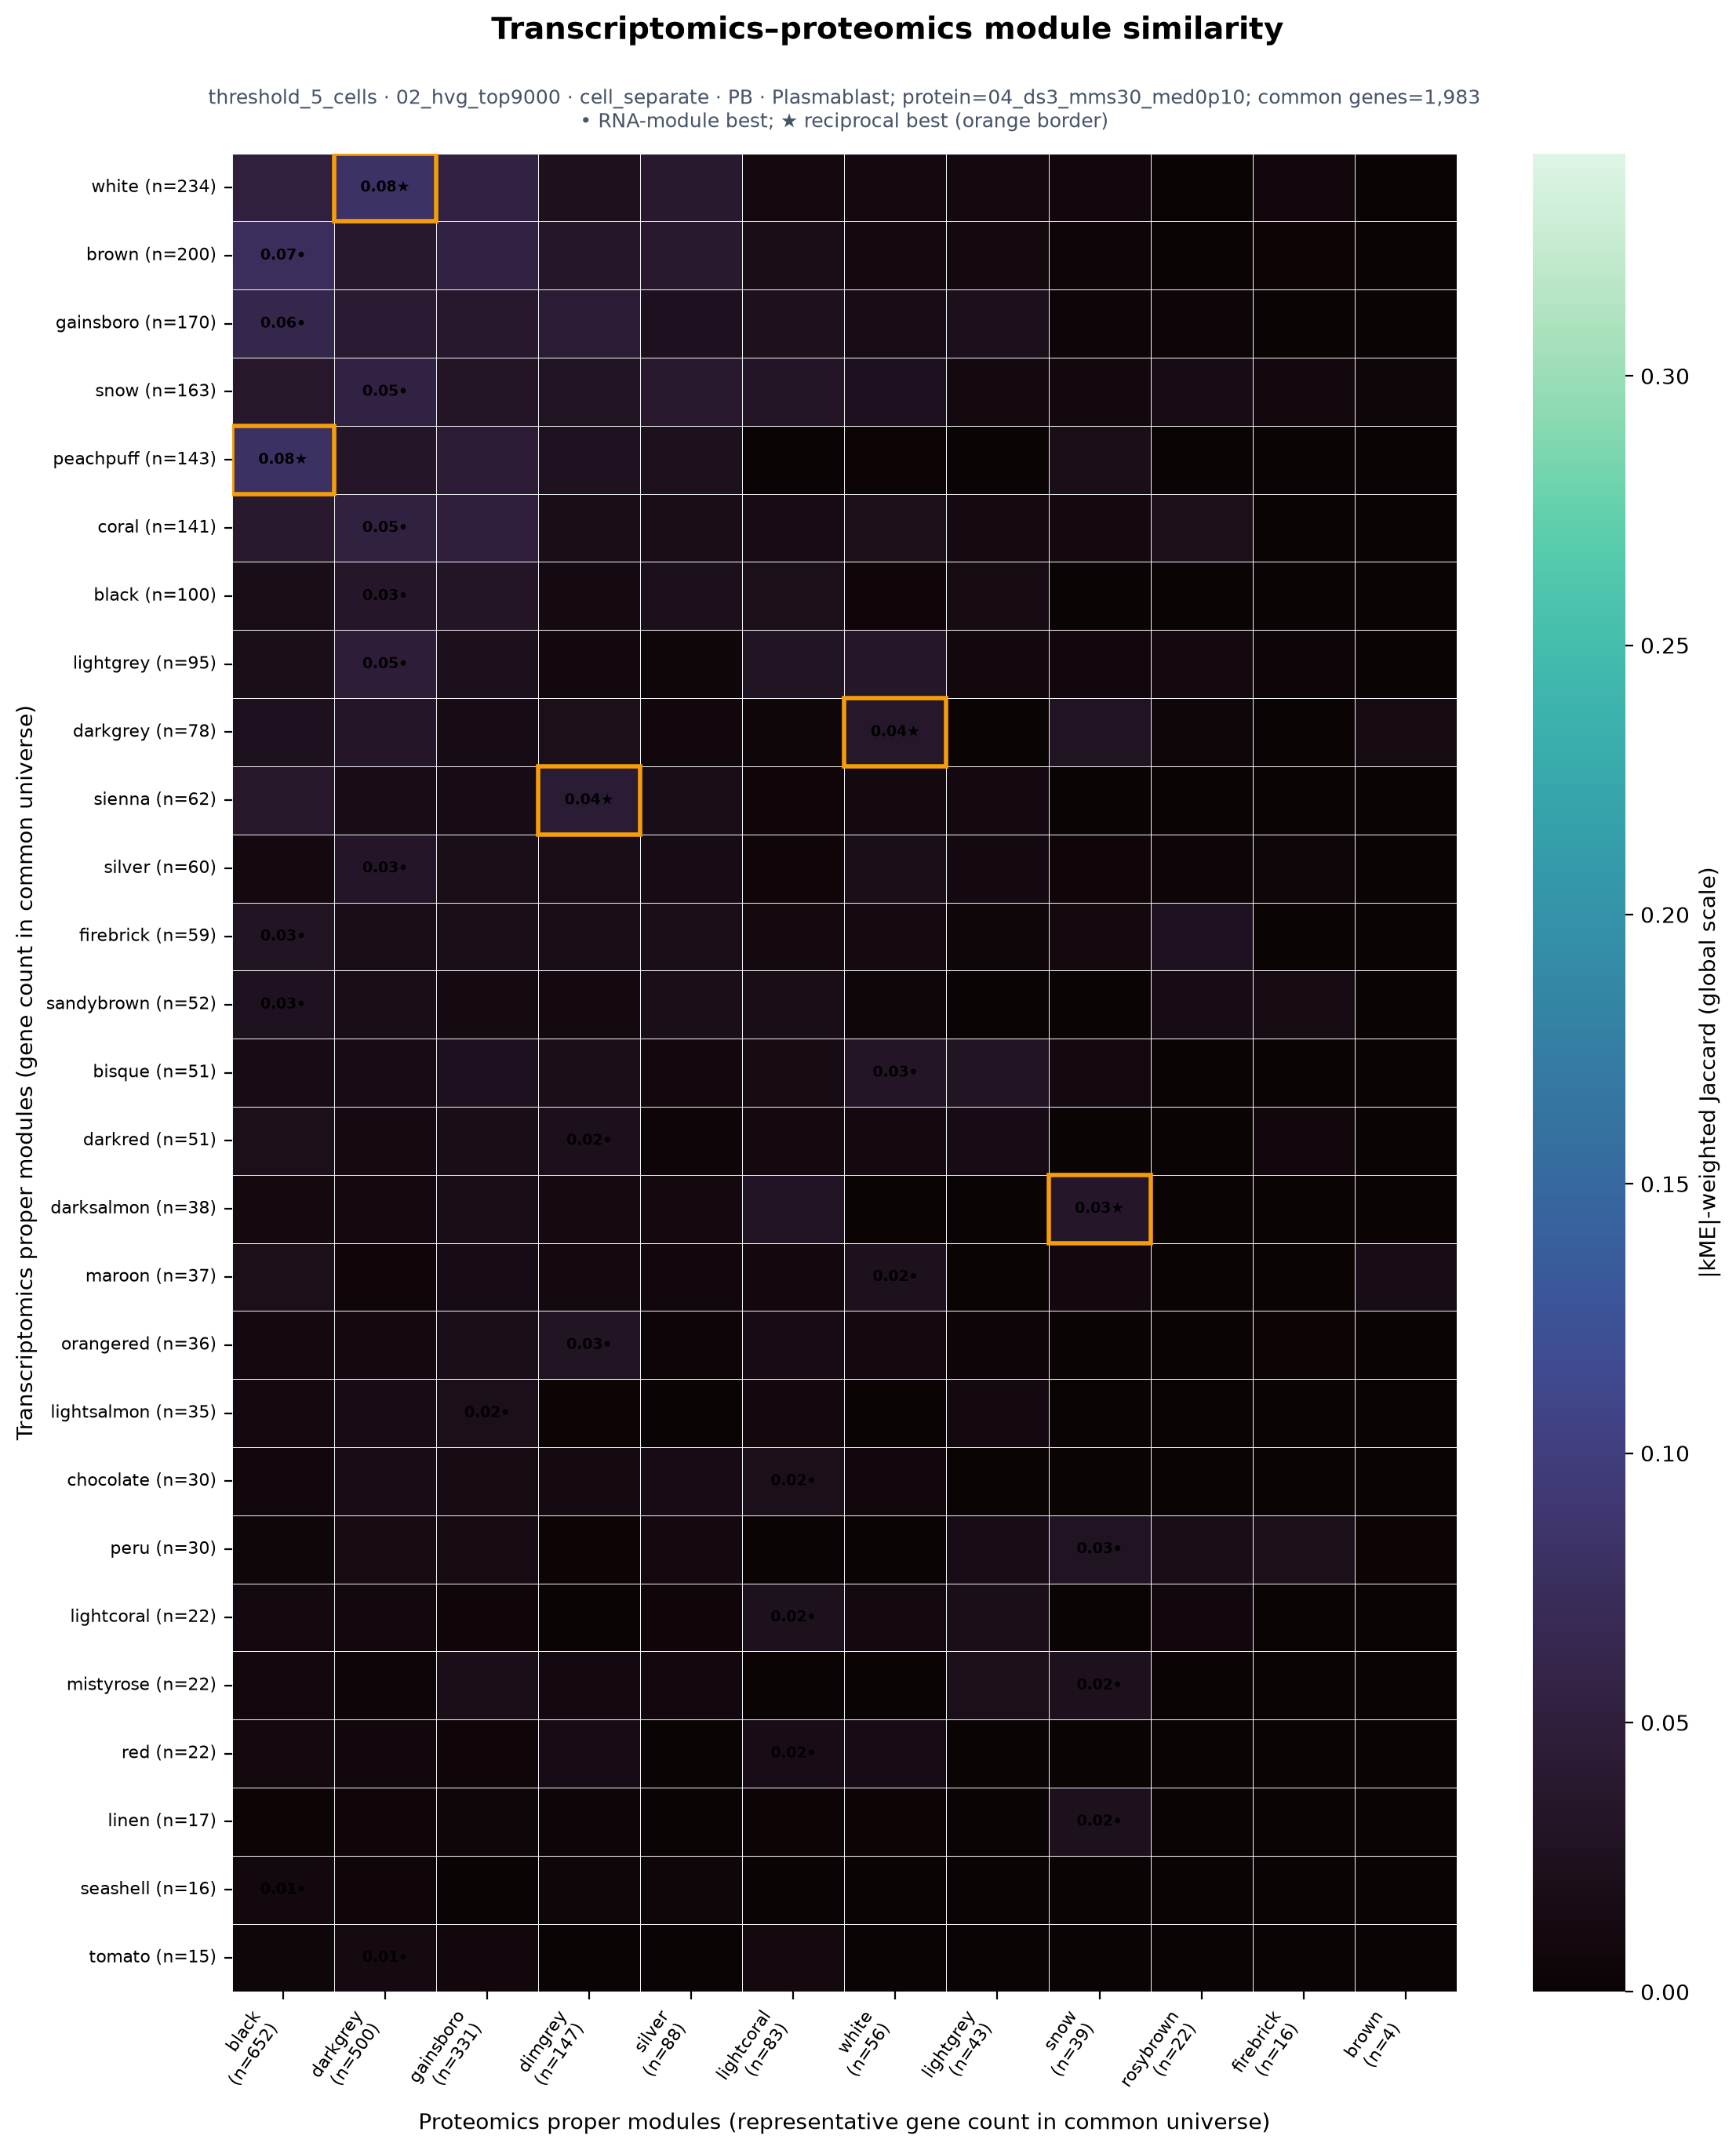 Transcriptomics–proteomics module similarity
threshold_5_cells · 02_hvg_top9000 · cell_separate · PB · Plasmablast; protein=04_ds3_mms30_med0p10; common genes=1,983
• RNA-module best; ★ reciprocal best (orange border)
Transcriptomics proper modules (gene count in common universe)
white (n=234)
0.08★
brown (n=200)
0.07•
gainsboro (n=170)
0.06•
snow (n=163)
0.05•
peachpuff (n=143)
0.08★
coral (n=141)
0.05•
black (n=100)
0.03•
lightgrey (n=95)
0.05•
darkgrey (n=78)
0.04★
sienna (n=62)
0.04★
silver (n=60)
0.03•
firebrick (n=59)
0.03•
sandybrown (n=52)
0.03•
bisque (n=51)
0.03•
darkred (n=51)
0.02•
darksalmon (n=38)
0.03★
maroon (n=37)
0.02•
orangered (n=36)
0.03•
lightsalmon (n=35)
0.02•
chocolate (n=30)
0.02•
peru (n=30)
0.03•
lightcoral (n=22)
0.02•
mistyrose (n=22)
0.02•
red (n=22)
0.02•
linen (n=17)
0.02•
seashell (n=16)
0.01•
tomato (n=15)
0.01•
black
(n=652)
darkgrey
(n=500)
gainsboro
(n=331)
dimgrey
(n=147)
silver
(n=88)
lightcoral
(n=83)
white
(n=56)
lightgrey
(n=43)
snow
(n=39)
rosybrown
(n=22)
firebrick
(n=16)
brown
(n=4)
Proteomics proper modules (representative gene count in common universe)
0.30
0.25
0.20
0.15
0.10
0.05
0.00
|kME|-weighted Jaccard (global scale)